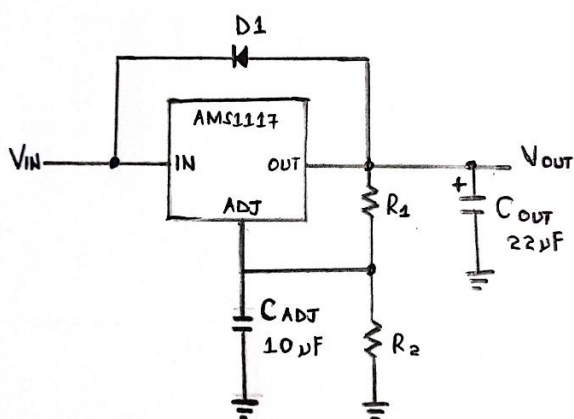 D1
AMS1117
VIN
IN
OUT
VOUT
ADJ
R1
+
COUT
22µF
CADJ
10µF
R2